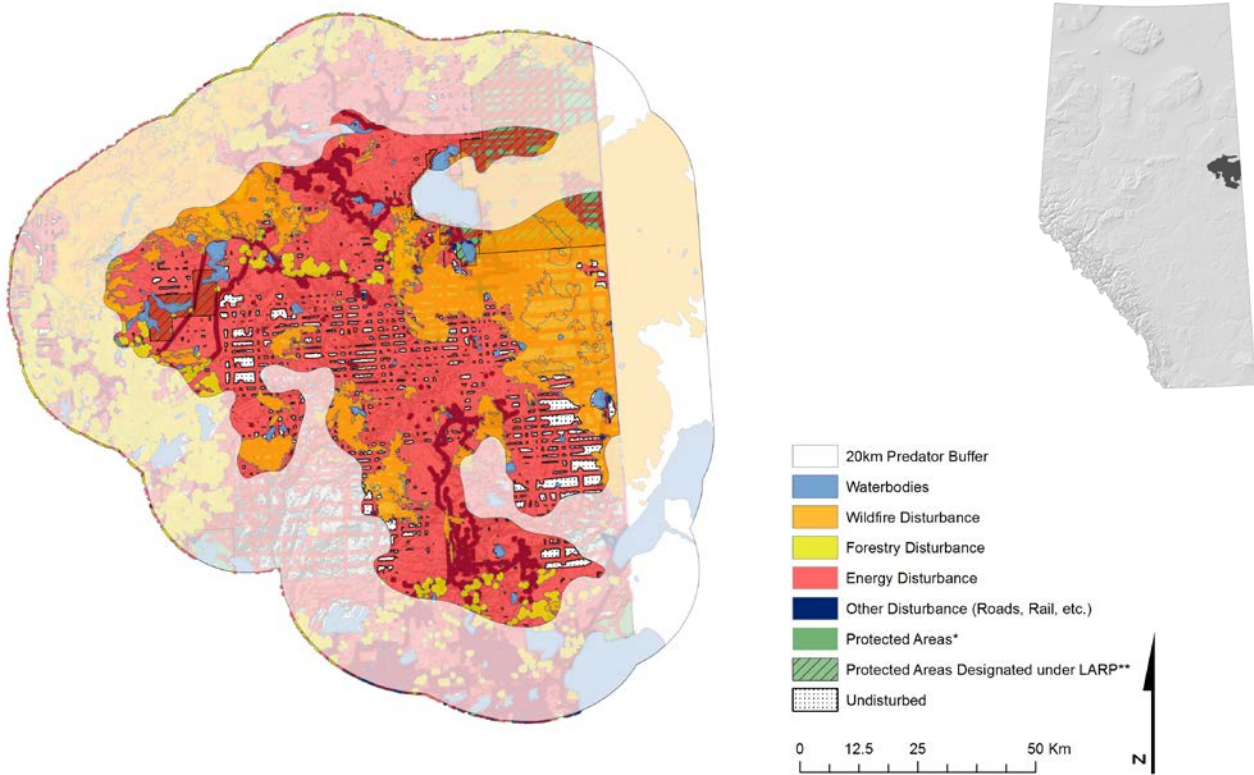 20km Predator Buffer
Waterbodies
Wildfire Disturbance
Forestry Disturbance
Energy Disturbance
Other Disturbance (Roads, Rail, etc.)
Protected Areas*
Protected Areas Designated under LARP**
Undisturbed
0 12.5 25 50 Km
N